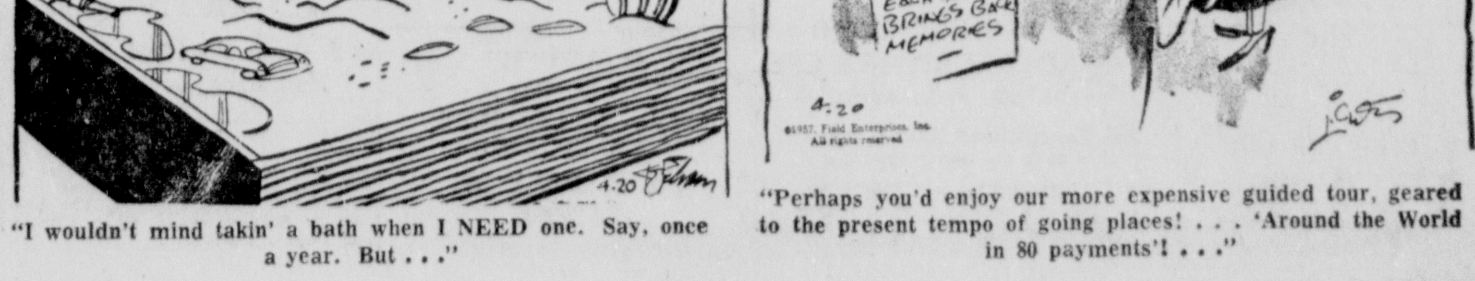 4-20
"I wouldn't mind takin' a bath when I NEED one. Say, once
a year. But . . ."
BRINGS BACK
MEMORIES
4-20
©1957, Field Enterprises, Inc.
All rights reserved
"Perhaps you'd enjoy our more expensive guided tour, geared
to the present tempo of going places! . . . 'Around the World
in 80 payments'! . . ."